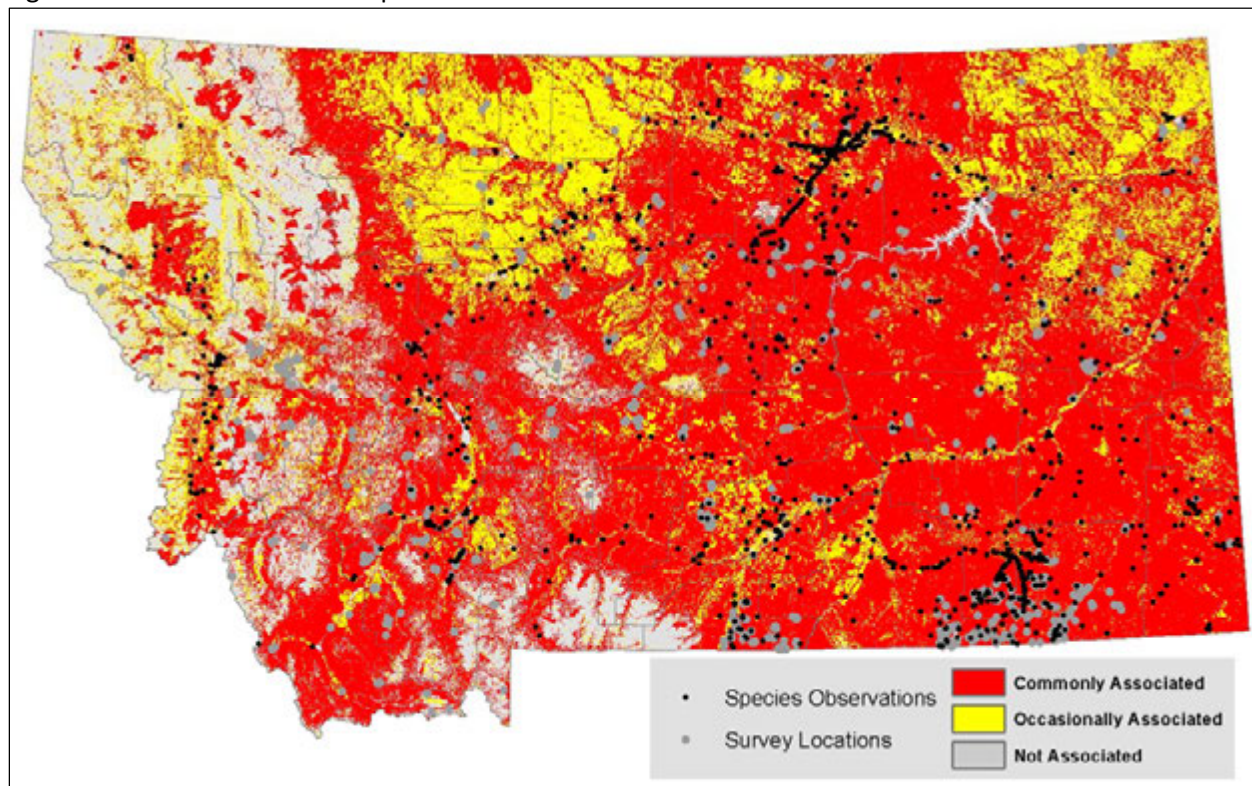 Species Observations
Survey Locations
Commonly Associated
Occasionally Associated
Not Associated